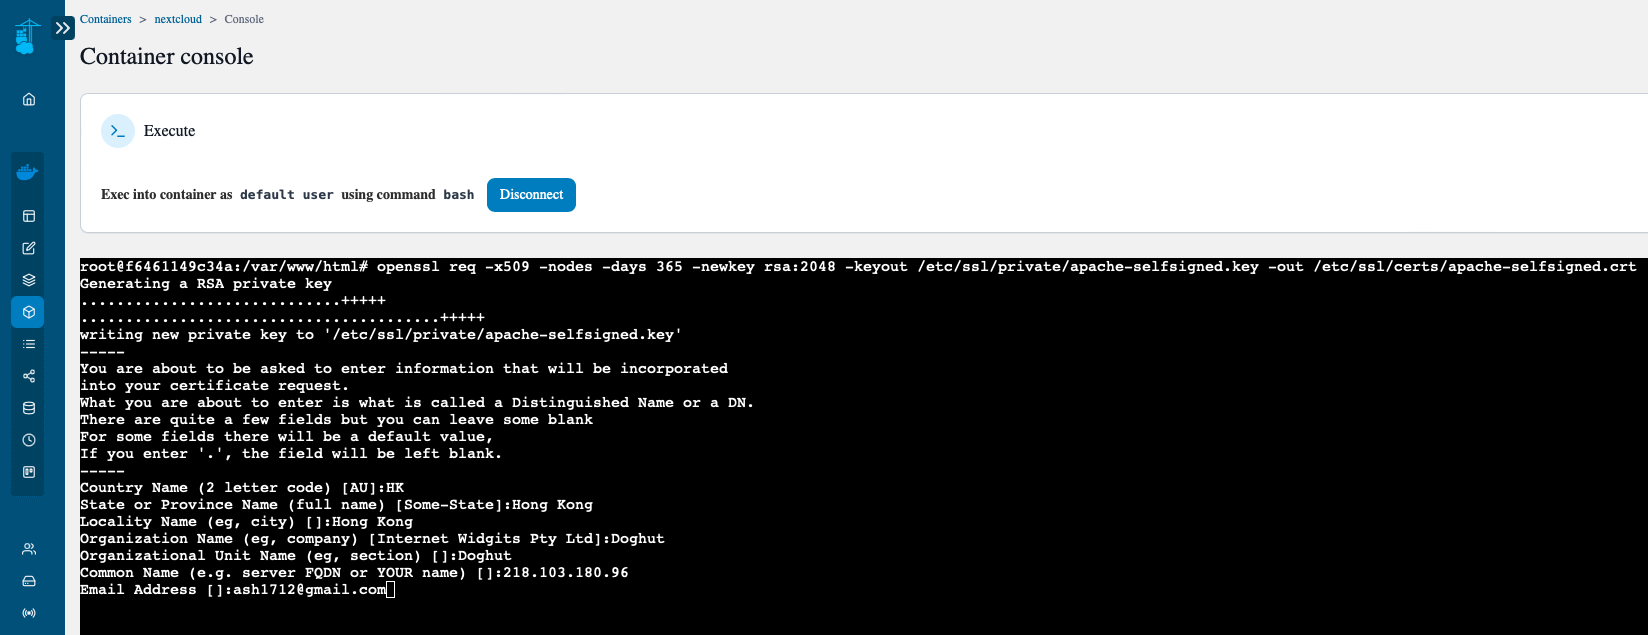 Containers > nextcloud > Console
Container console
Execute
Exec into container as default user using command bash Disconnect
root@f6461149c34a:/var/www/html# openssl req -x509 -nodes -days 365 -newkey rsa:2048 -keyout /etc/ssl/private/apache-selfsigned.key -out /etc/ssl/certs/apache-selfsigned.crt
Generating a RSA private key
.............................+++++
........................................+++++
writing new private key to '/etc/ssl/private/apache-selfsigned.key'
-----
You are about to be asked to enter information that will be incorporated
into your certificate request.
What you are about to enter is what is called a Distinguished Name or a DN.
There are quite a few fields but you can leave some blank
For some fields there will be a default value,
If you enter '.', the field will be left blank.
-----
Country Name (2 letter code) [AU]:HK
State or Province Name (full name) [Some-State]:Hong Kong
Locality Name (eg, city) []:Hong Kong
Organization Name (eg, company) [Internet Widgits Pty Ltd]:Doghut
Organizational Unit Name (eg, section) []:Doghut
Common Name (e.g. server FQDN or YOUR name) []:218.103.180.96
Email Address []:ash1712@gmail.com